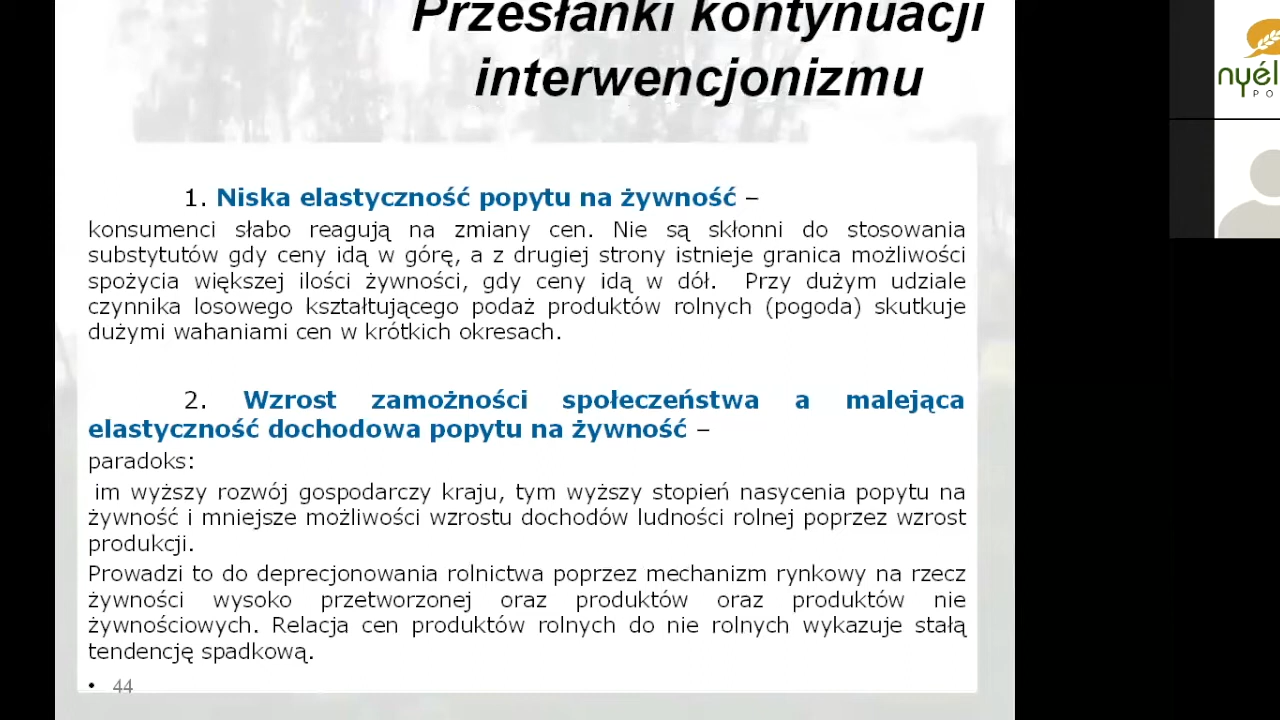 Przesłanki kontynuacji
interwencjonizmu
1. Niska elastyczność popytu na żywność –
konsumenci słabo reagują na zmiany cen. Nie są skłonni do stosowania
substytutów gdy ceny idą w górę, a z drugiej strony istnieje granica możliwości
spożycia większej ilości żywności, gdy ceny idą w dół. Przy dużym udziale
czynnika losowego kształtującego podaż produktów rolnych (pogoda) skutkuje
dużymi wahaniami cen w krótkich okresach.
2. Wzrost zamożności społeczeństwa a malejąca
elastyczność dochodowa popytu na żywność –
paradoks:
im wyższy rozwój gospodarczy kraju, tym wyższy stopień nasycenia popytu na
żywność i mniejsze możliwości wzrostu dochodów ludności rolnej poprzez wzrost
produkcji.
Prowadzi to do deprecjonowania rolnictwa poprzez mechanizm rynkowy na rzecz
żywności wysoko przetworzonej oraz produktów oraz produktów nie
żywnościowych. Relacja cen produktów rolnych do nie rolnych wykazuje stałą
tendencję spadkową.
• 44
nyél
PO